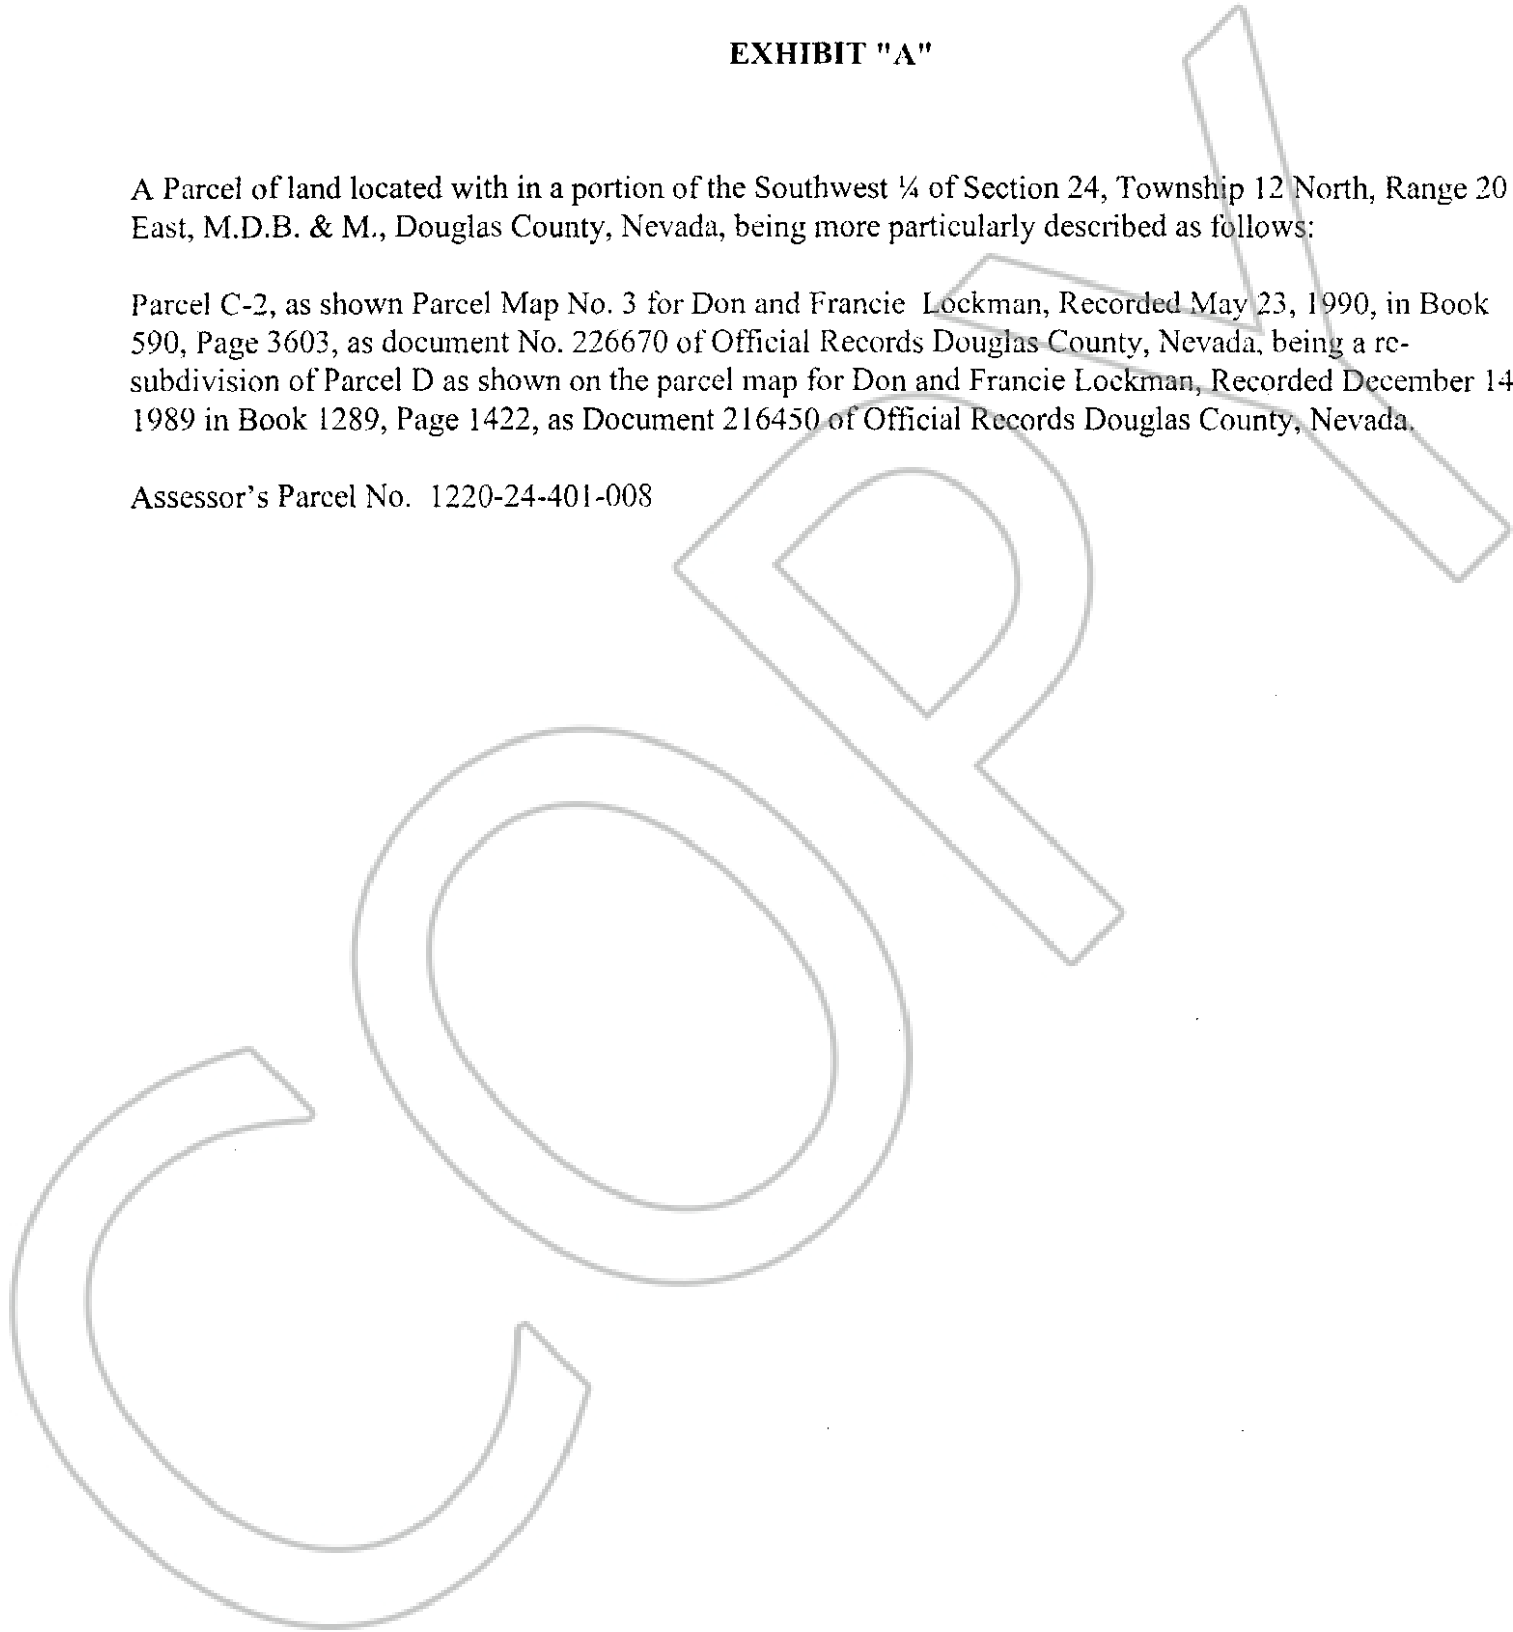 EXHIBIT "A"
A Parcel of land located with in a portion of the Southwest ¼ of Section 24, Township 12 North, Range 20
East, M.D.B. & M., Douglas County, Nevada, being more particularly described as follows:
Parcel C-2, as shown Parcel Map No. 3 for Don and Francie Lockman, Recorded May 23, 1990, in Book
590, Page 3603, as document No. 226670 of Official Records Douglas County, Nevada, being a re-
subdivision of Parcel D as shown on the parcel map for Don and Francie Lockman, Recorded December 14
1989 in Book 1289, Page 1422, as Document 216450 of Official Records Douglas County, Nevada.
Assessor's Parcel No. 1220-24-401-008
COPY